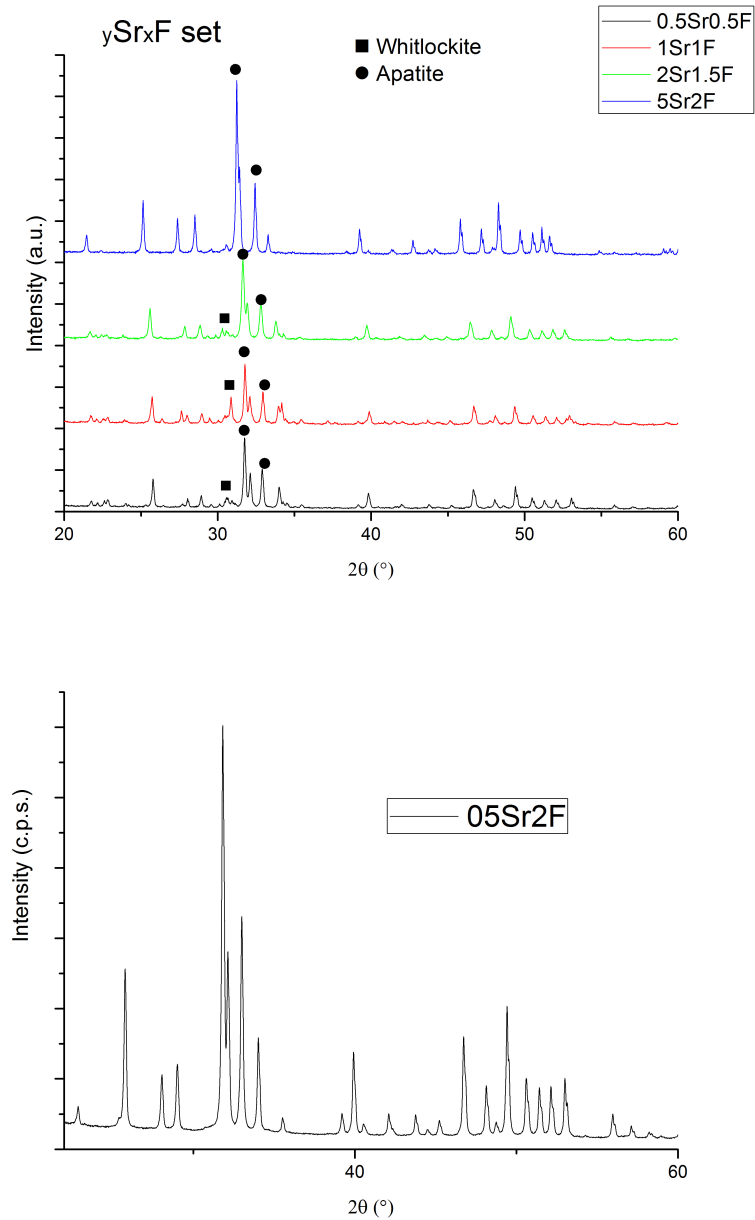 ySrxF set
■ Whitlockite
● Apatite
0.5Sr0.5F
1Sr1F
2Sr1.5F
5Sr2F
Intensity (a.u.)
20 30 40 50 60
2θ (°)
05Sr2F
Intensity (c.p.s.)
40 60
2θ (°)